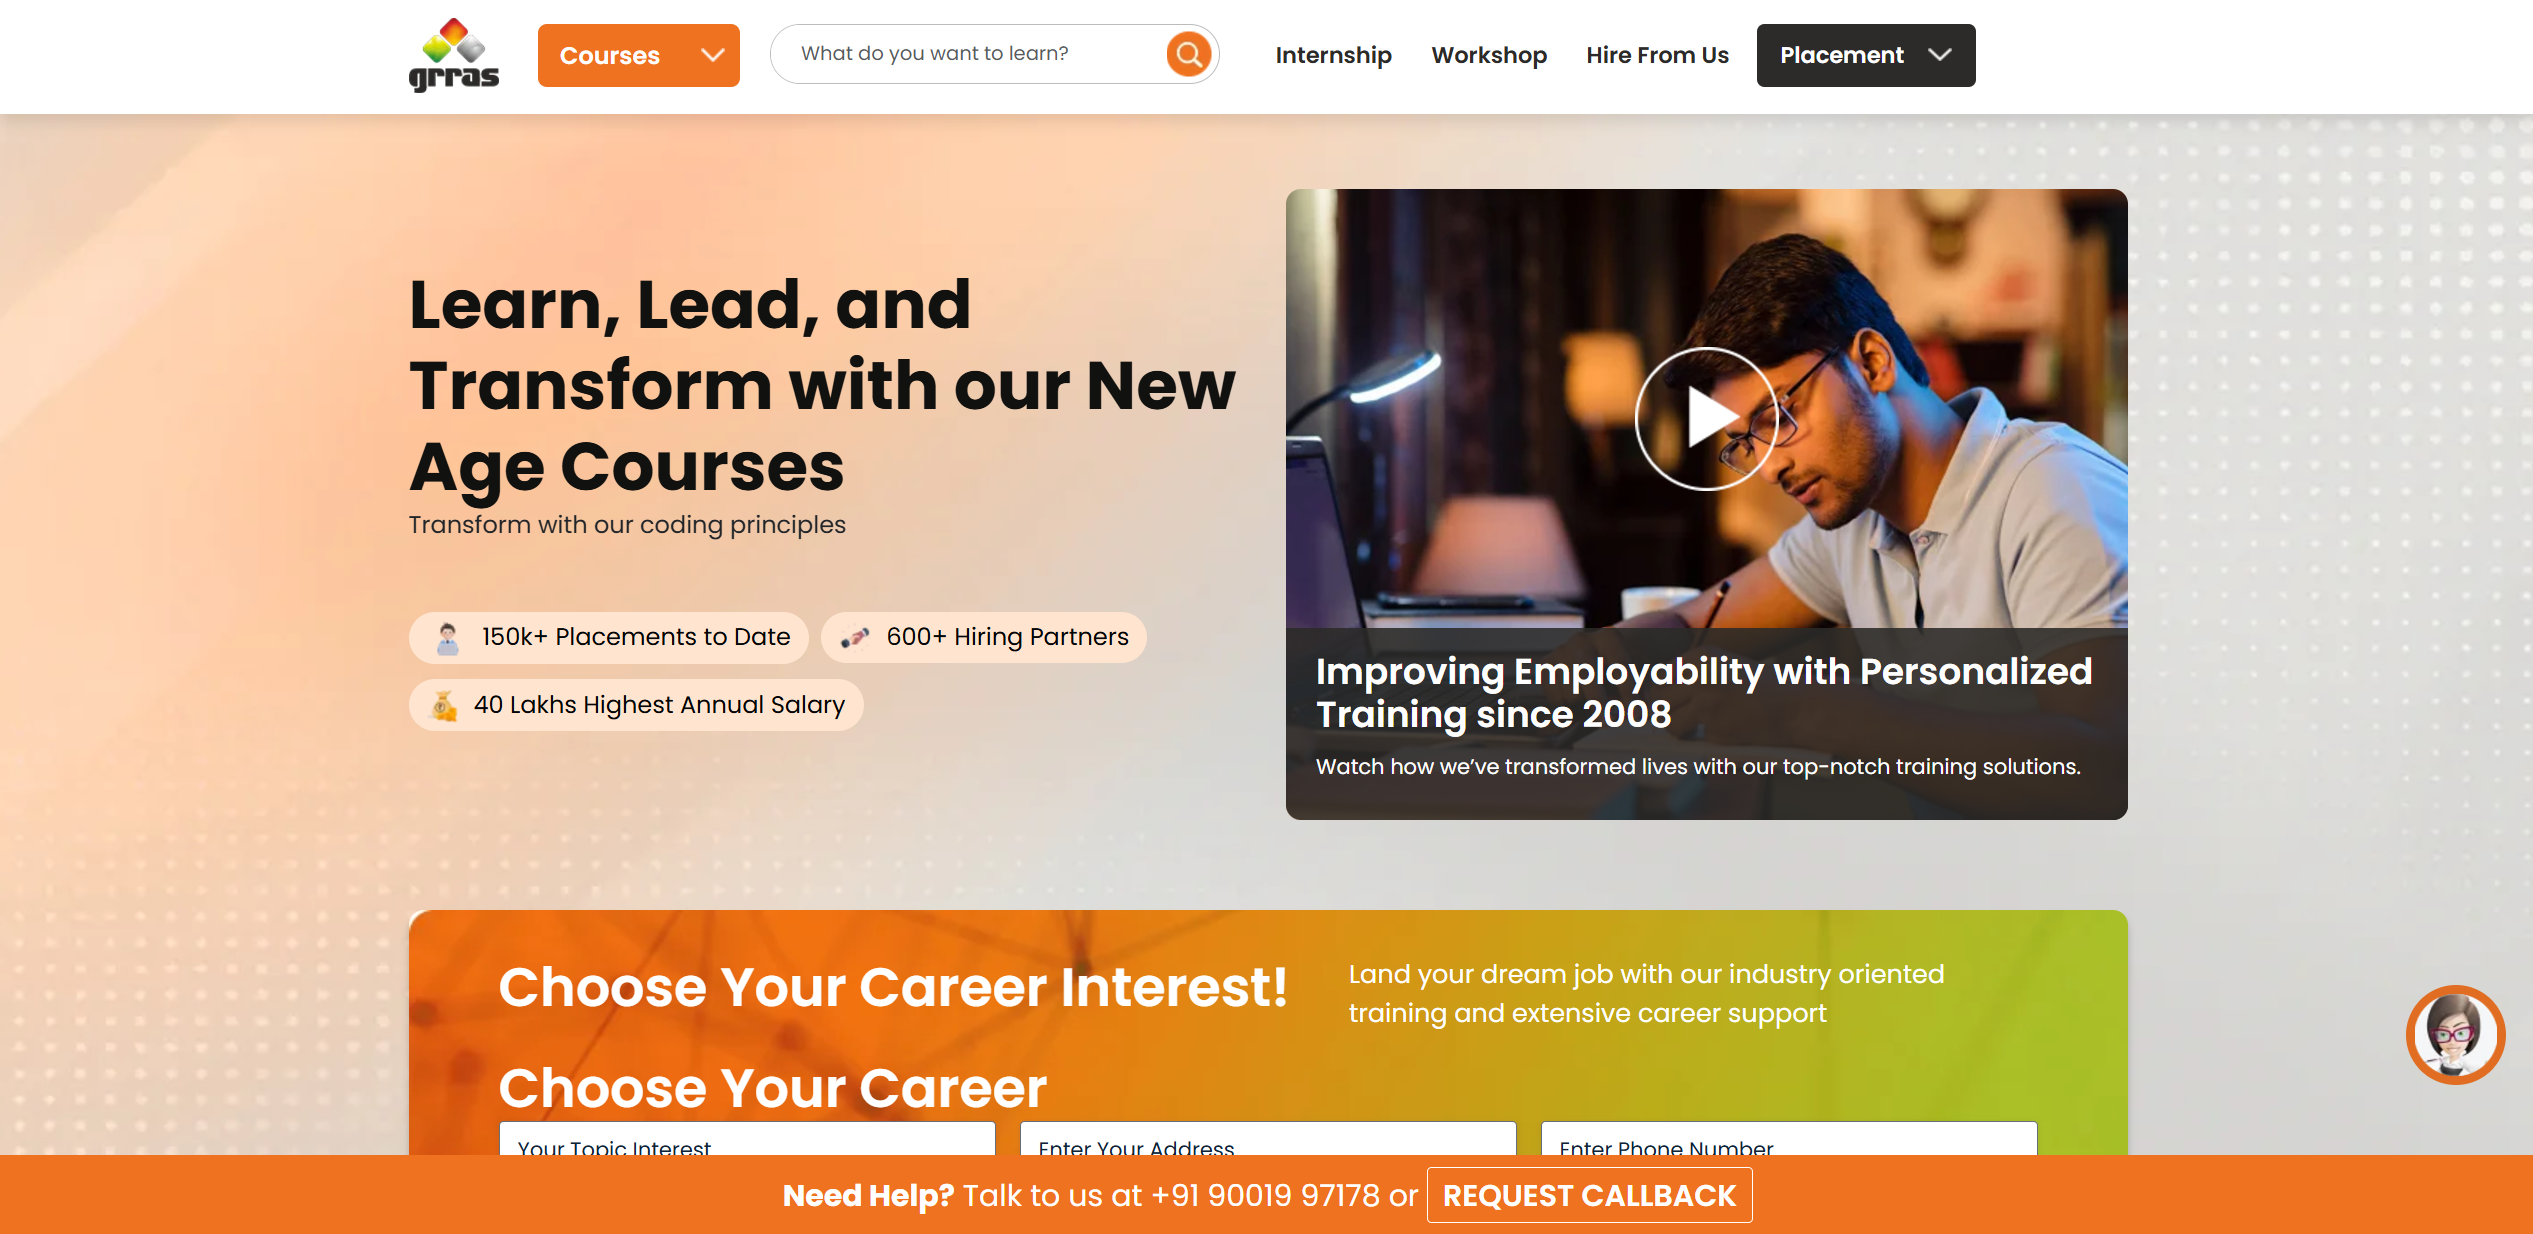 grras
Courses
What do you want to learn?
Internship
Workshop
Hire From Us
Placement
Learn, Lead, and
Transform with our New
Age Courses
Transform with our coding principles
150k+ Placements to Date
600+ Hiring Partners
40 Lakhs Highest Annual Salary
Improving Employability with Personalized
Training since 2008
Watch how we've transformed lives with our top-notch training solutions.
Choose Your Career Interest!
Land your dream job with our industry oriented
training and extensive career support
Choose Your Career
Your Topic Interest
Enter Your Address
Enter Phone Number
Need Help? Talk to us at +91 90019 97178 or REQUEST CALLBACK